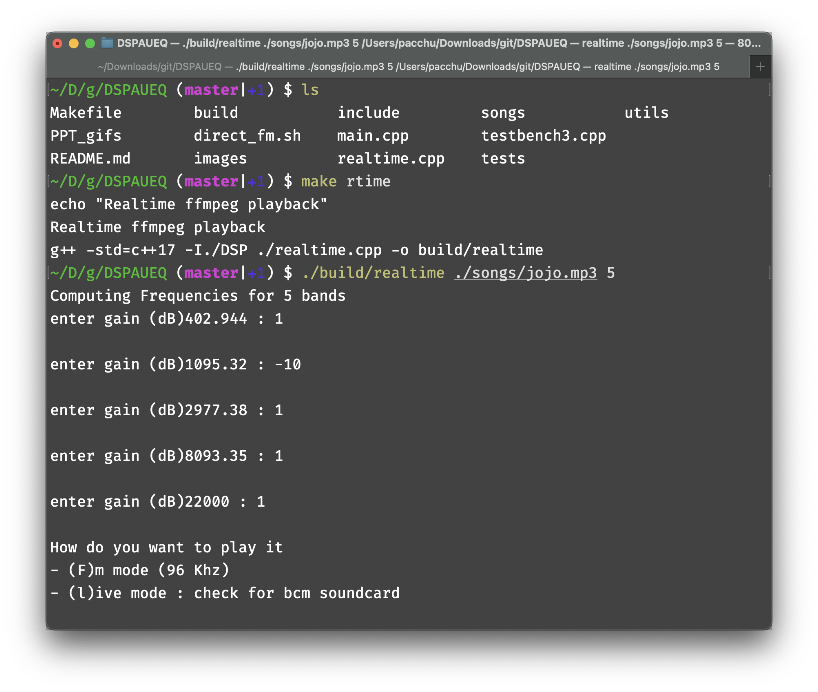 DSPAUEQ — ./build/realtime ./songs/jojo.mp3 5 /Users/pacchu/Downloads/git/DSPAUEQ — realtime ./songs/jojo.mp3 5 — 80...
~/Downloads/git/DSPAUEQ — ./build/realtime ./songs/jojo.mp3 5 /Users/pacchu/Downloads/git/DSPAUEQ — realtime ./songs/jojo.mp3 5 +
~/D/g/DSPAUEQ (master|+1) $ ls
Makefile build include songs utils
PPT_gifs direct_fm.sh main.cpp testbench3.cpp
README.md images realtime.cpp tests
~/D/g/DSPAUEQ (master|+1) $ make rtime
echo "Realtime ffmpeg playback"
Realtime ffmpeg playback
g++ -std=c++17 -I./DSP ./realtime.cpp -o build/realtime
~/D/g/DSPAUEQ (master|+1) $ ./build/realtime ./songs/jojo.mp3 5
Computing Frequencies for 5 bands
enter gain (dB)402.944 : 1
enter gain (dB)1095.32 : -10
enter gain (dB)2977.38 : 1
enter gain (dB)8093.35 : 1
enter gain (dB)22000 : 1
How do you want to play it
- (F)m mode (96 Khz)
- (l)ive mode : check for bcm soundcard